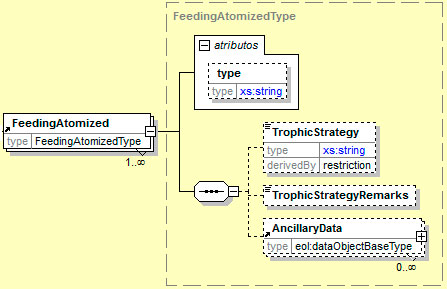 FeedingAtomizedType
atributos
type
type xs:string
FeedingAtomized
type FeedingAtomizedType
1..∞
TrophicStrategy
type xs:string
derivedBy restriction
TrophicStrategyRemarks
AncillaryData
type eol:dataObjectBaseType
0..∞